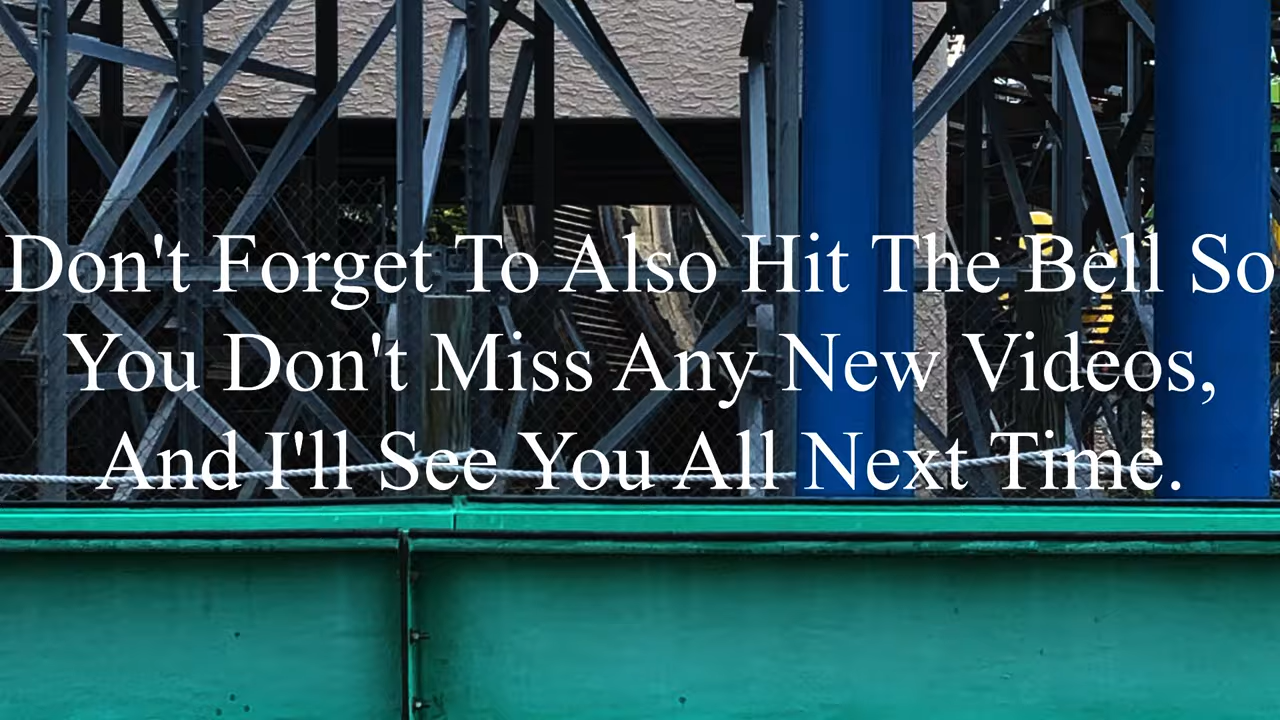 Don't Forget To Also Hit The Bell So
You Don't Miss Any New Videos,
And I'll See You All Next Time.